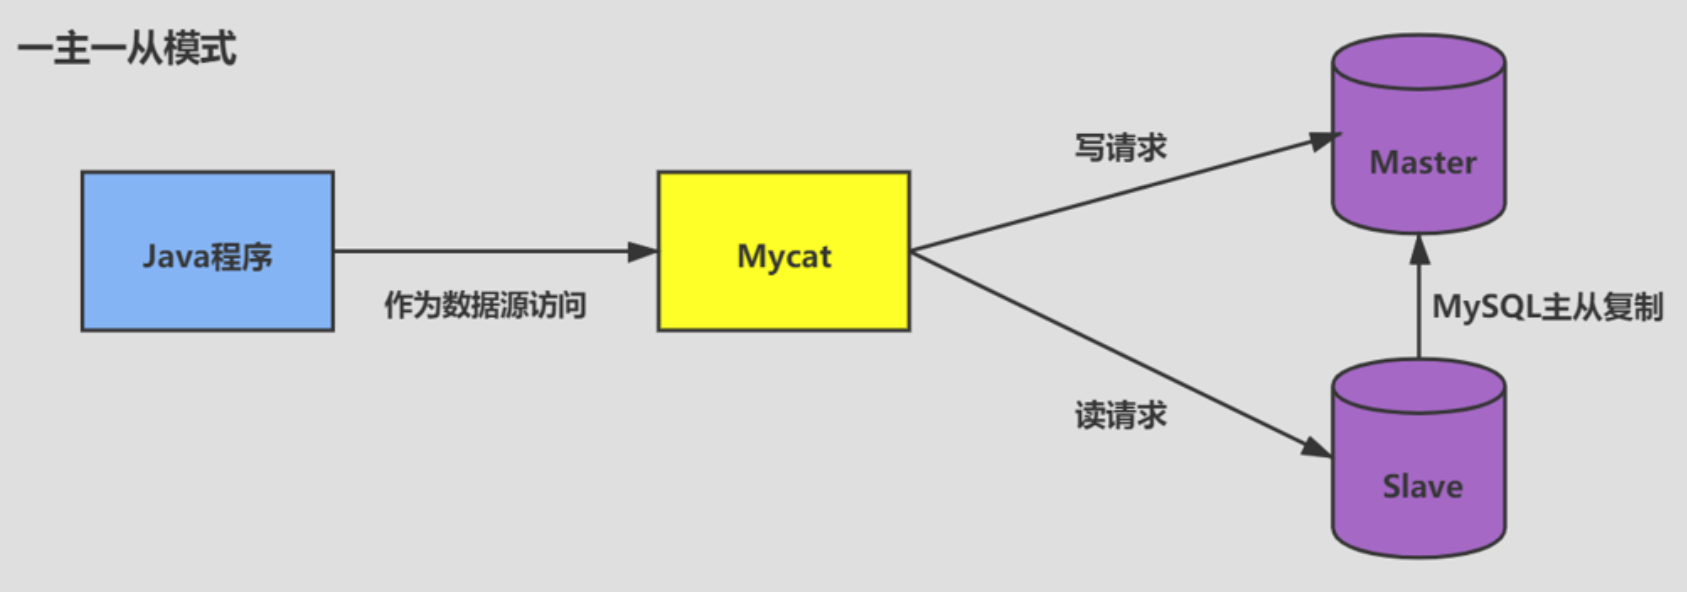 一主一从模式
Java程序
作为数据源访问
Mycat
写请求
读请求
Master
MySQL主从复制
Slave